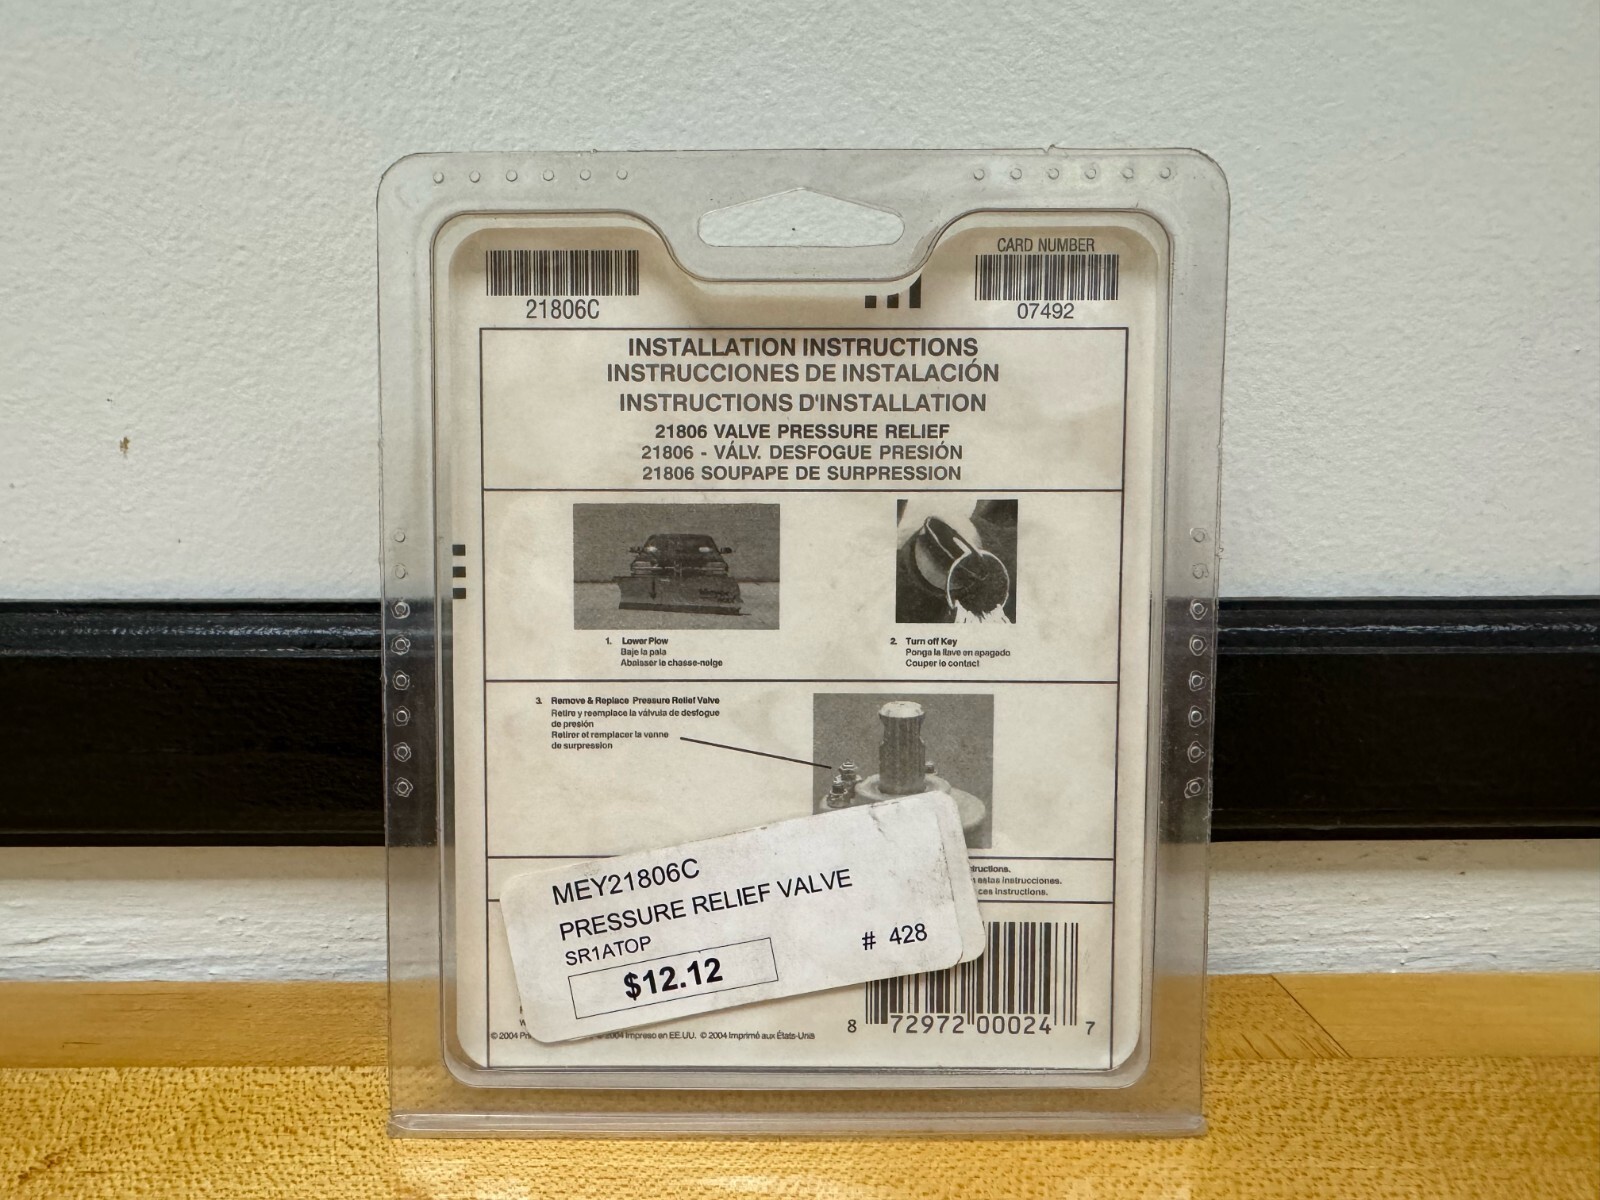 CARD NUMBER
21806C
07492
INSTALLATION INSTRUCTIONS
INSTRUCCIONES DE INSTALACIÓN
INSTRUCTIONS D'INSTALLATION
21806 VALVE PRESSURE RELIEF
21806 - VÁLV. DESFOGUE PRESIÓN
21806 SOUPAPE DE SURPRESSION
1. Lower Plow
Baje la pala
Abaisser le chasse-neige
2. Turn off Key
Ponga la llave en apagado
Couper le contact
3. Remove & Replace Pressure Relief Valve
Retire y reemplace la válvula de desfogue
de presión
Retirer et remplacer la vanne
de surpression
estas instrucciones.
ces instructions.
MEY21806C
PRESSURE RELIEF VALVE
SR1ATOP
# 428
$12.12
8 72972 00024 7
© 2004 2004 Impreso en EE.UU. © 2004 Imprimé aux États-Unis